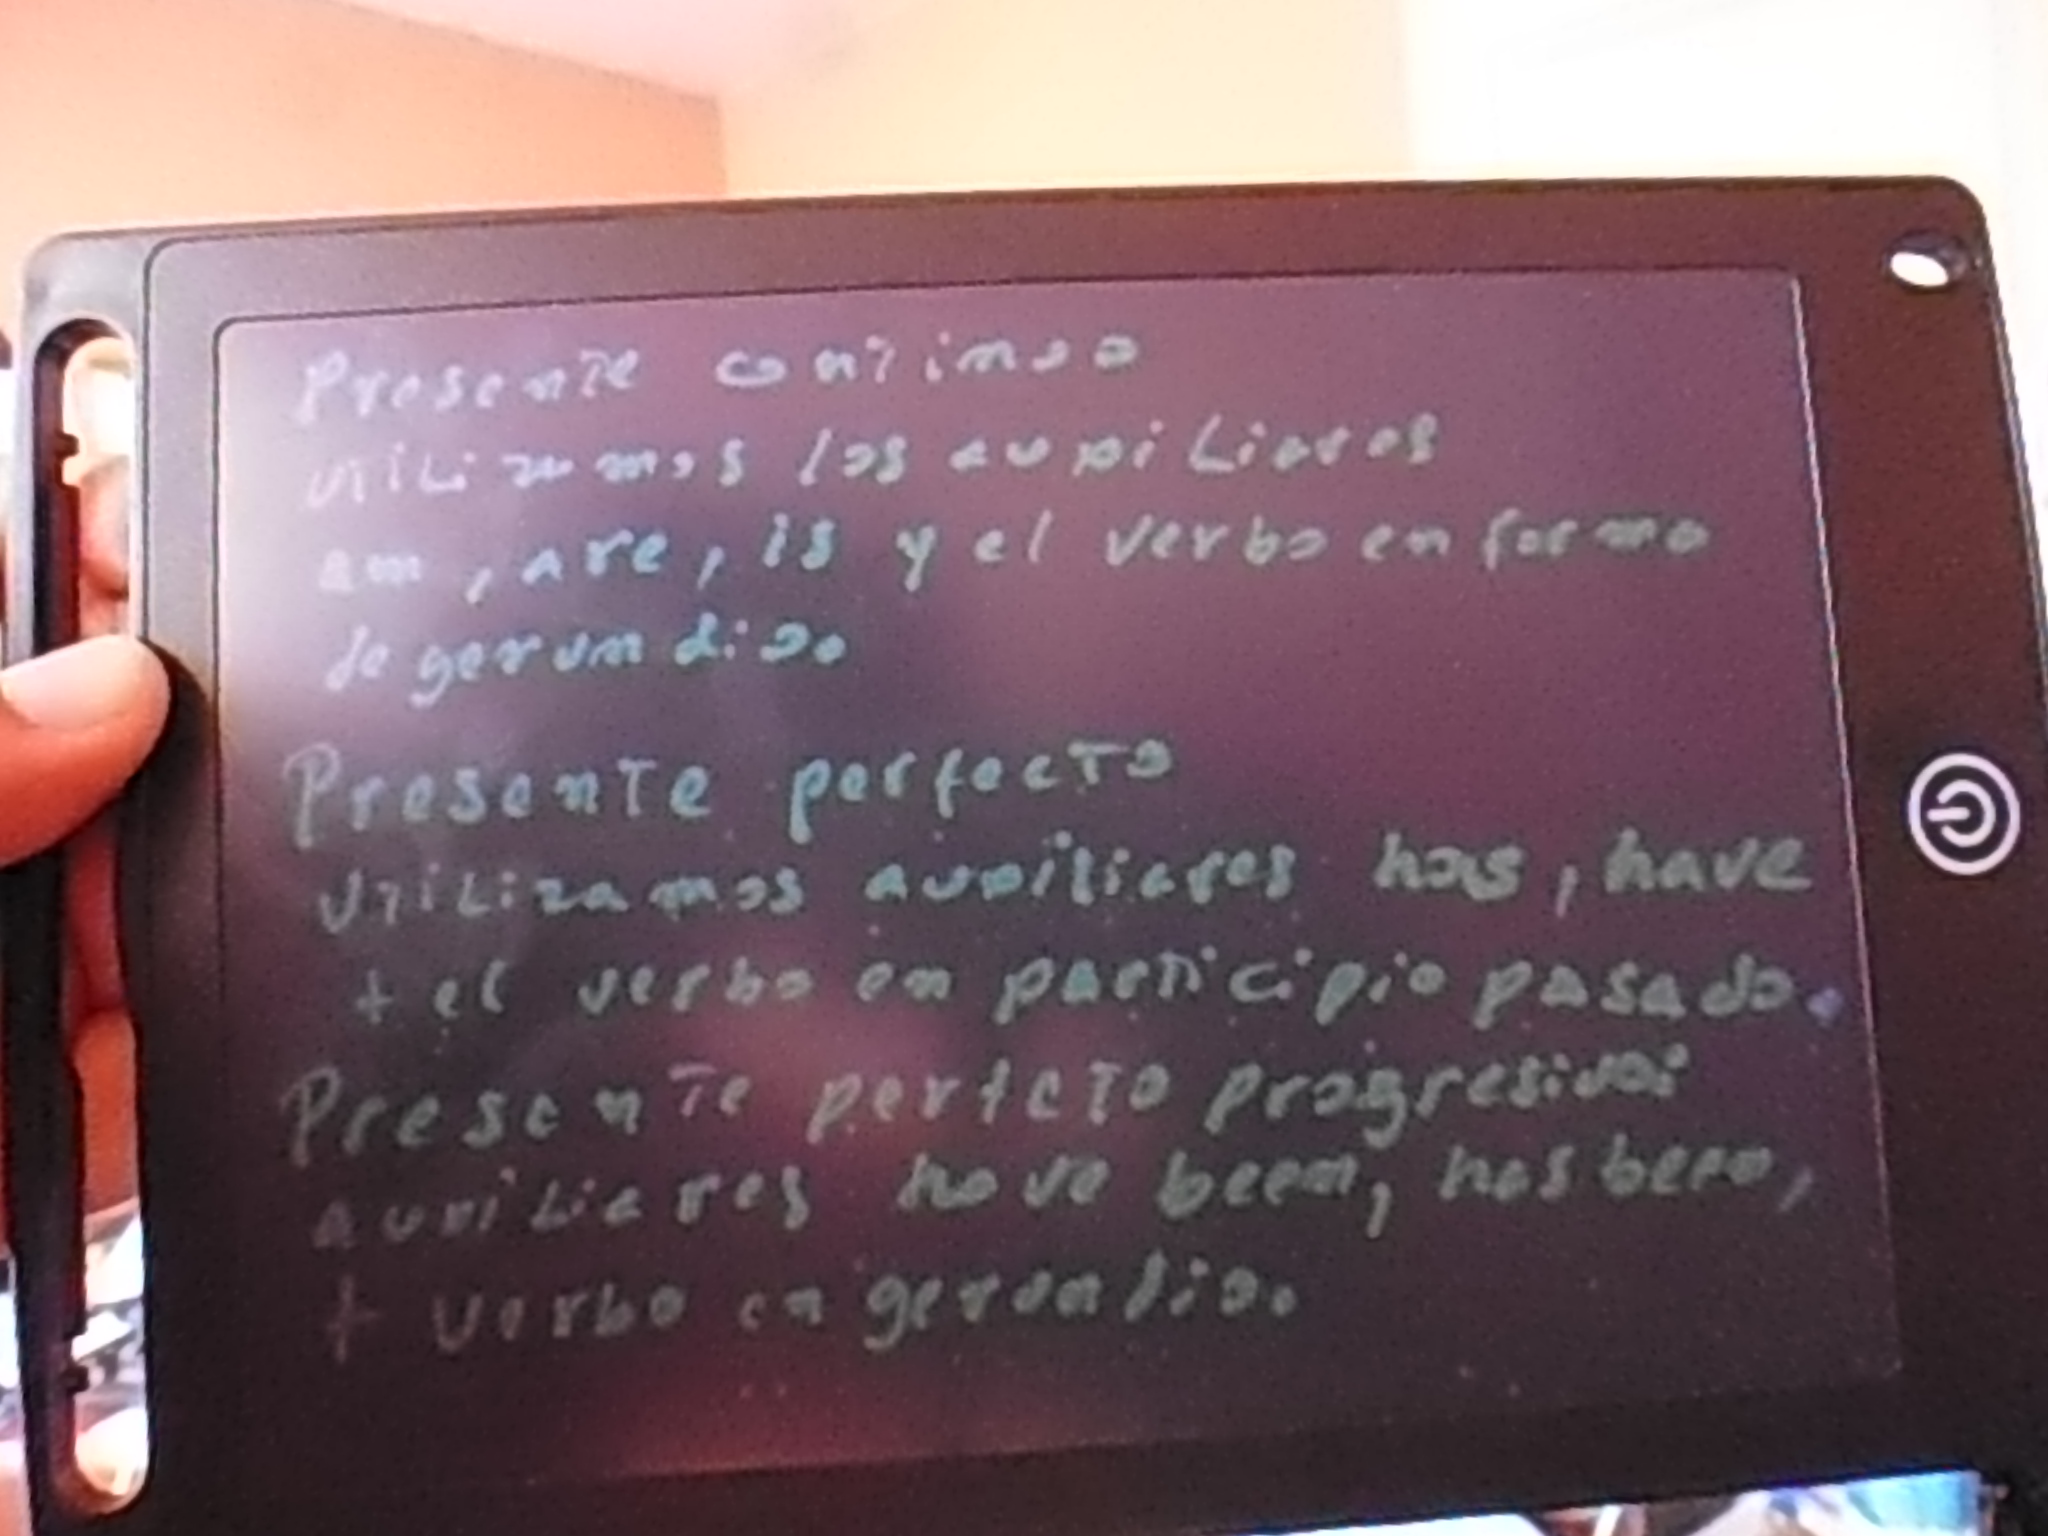 Presente continuo
utilizamos los auxiliares
am, are, is y el verbo en forma
de gerundio.
Presente perfecto
utilizamos auxiliares has, have
+ el verbo en participio pasado.
Presente perfcto progresivo:
auxiliares have been, has been,
+ verbo en gerundio.